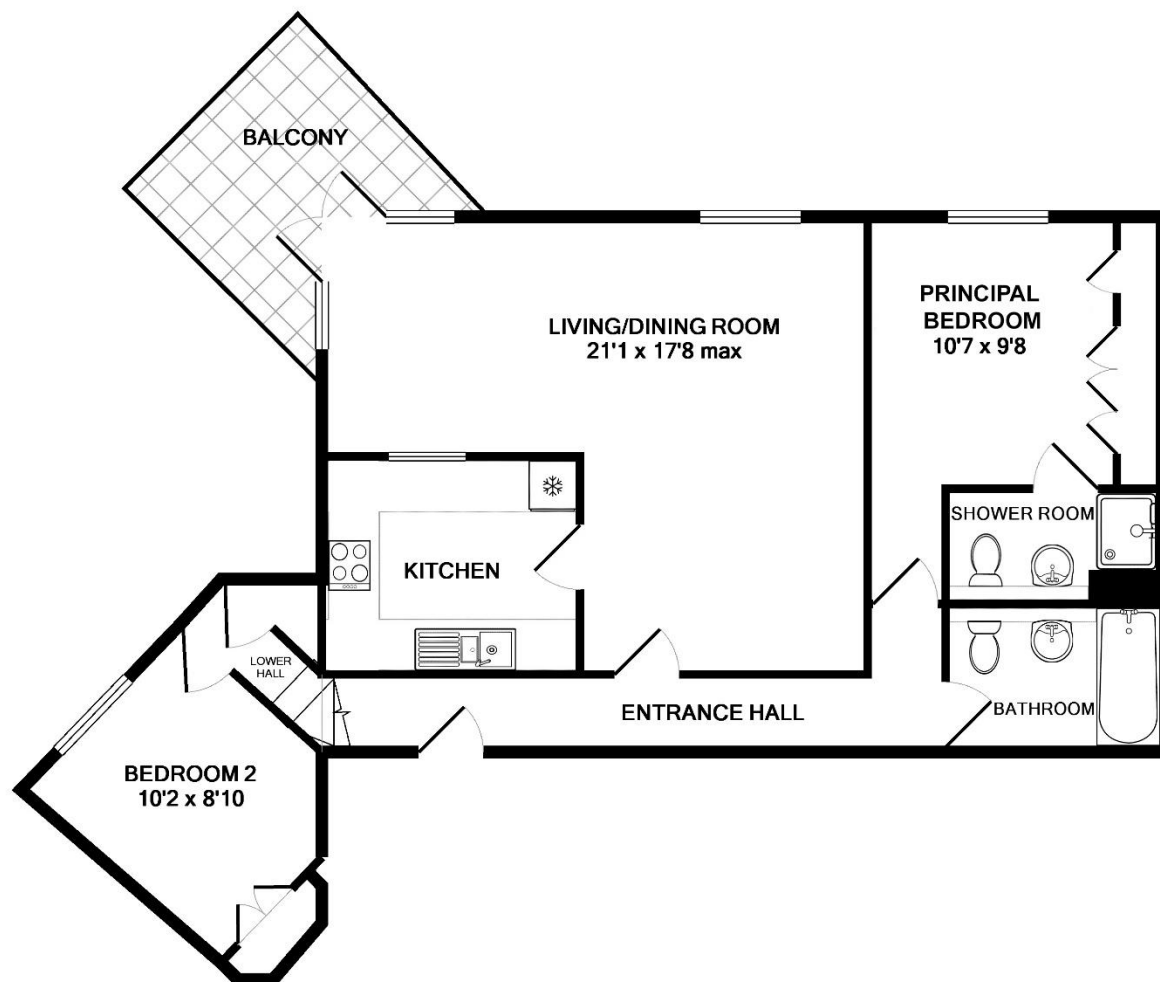 BALCONY
LIVING/DINING ROOM
21'1 x 17'8 max
PRINCIPAL
BEDROOM
10'7 x 9'8
SHOWER ROOM
KITCHEN
LOWER
HALL
ENTRANCE HALL
BATHROOM
BEDROOM 2
10'2 x 8'10